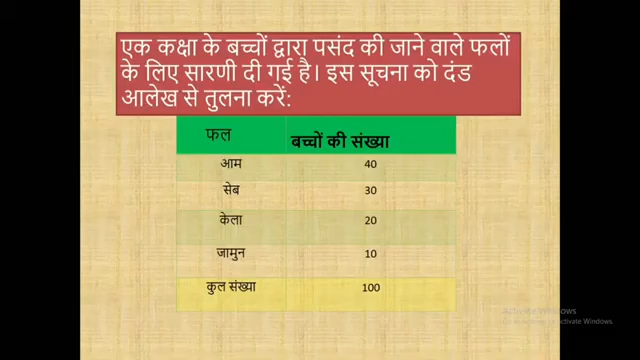 एक कक्षा के बच्चों द्वारा पसंद की जाने वाले फलों
के लिए सारणी दी गई है। इस सूचना को दंड
आलेख से तुलना करें:
फल बच्चों की संख्या
आम 40
सेब 30
केला 20
जामुन 10
कुल संख्या 100
Activate Windows